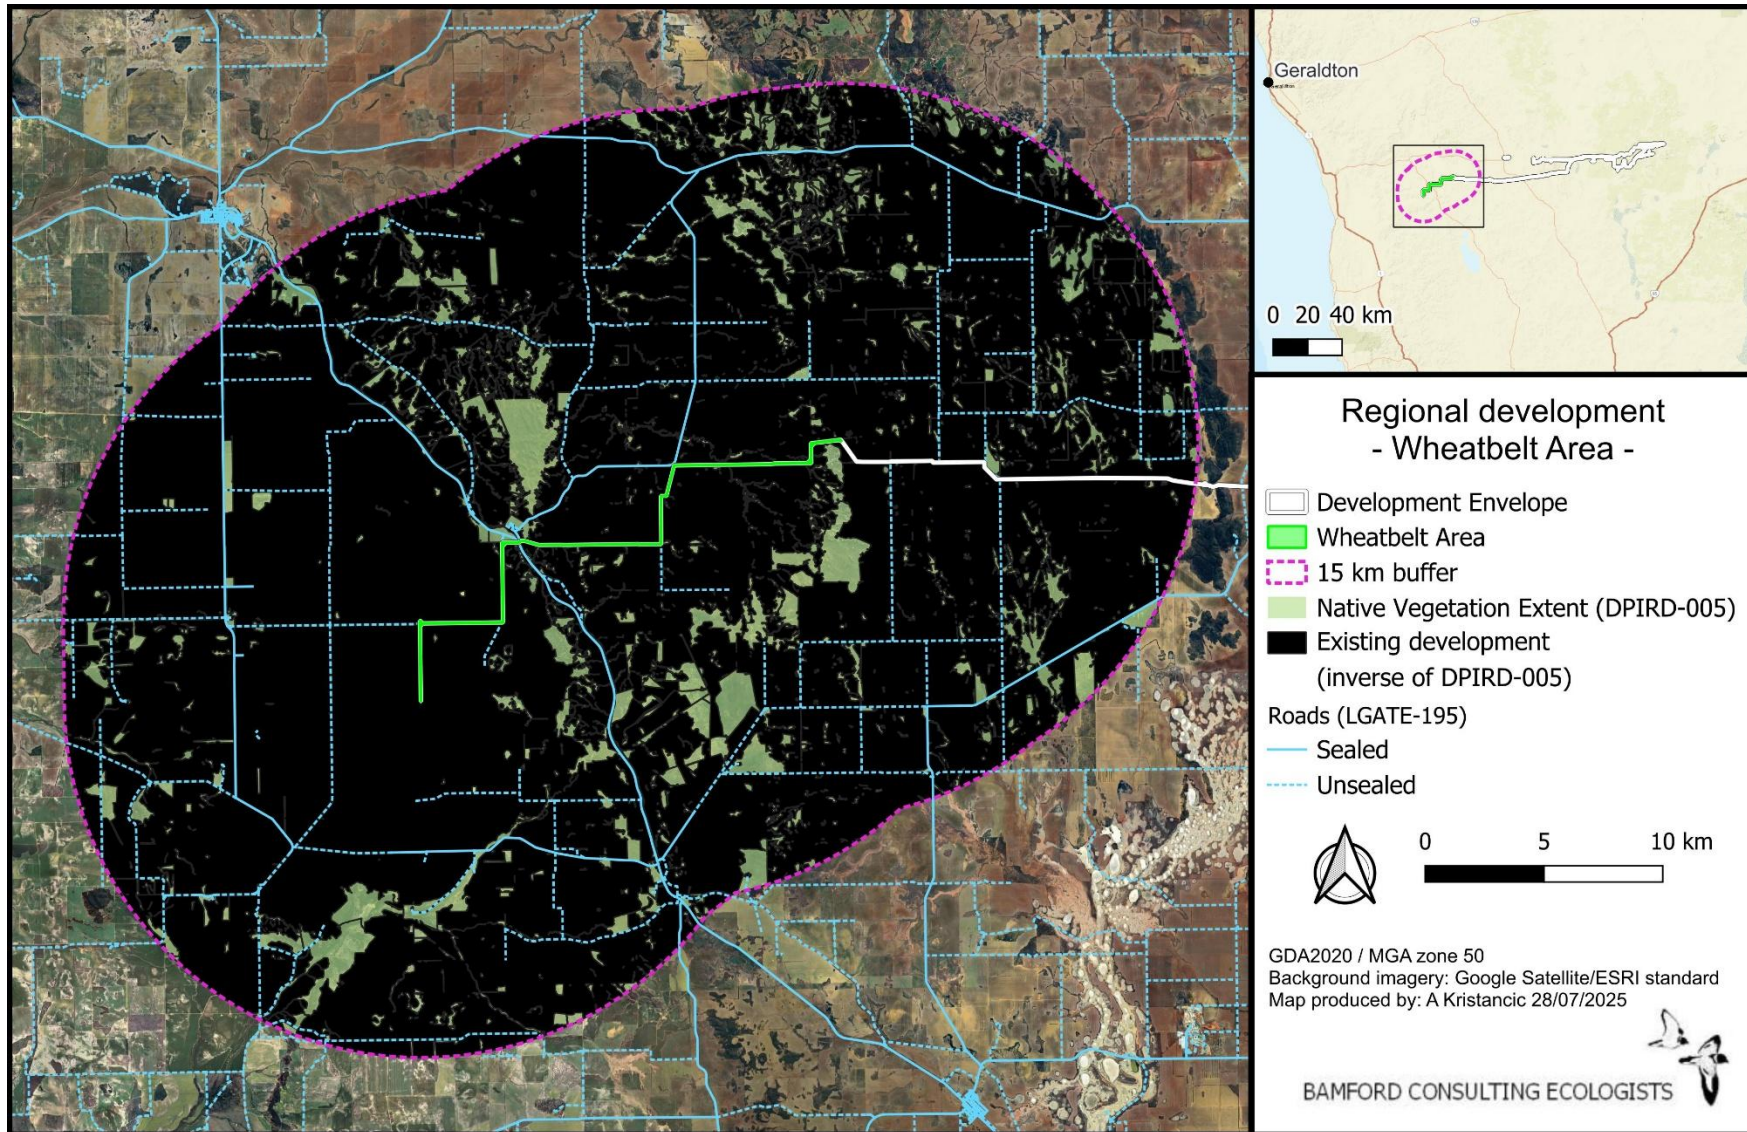 Geraldton
0 20 40 km
Regional development
- Wheatbelt Area -
Development Envelope
Wheatbelt Area
15 km buffer
Native Vegetation Extent (DPIRD-005)
Existing development
(inverse of DPIRD-005)
Roads (LGATE-195)
Sealed
Unsealed
0 5 10 km
GDA2020 / MGA zone 50
Background imagery: Google Satellite/ESRI standard
Map produced by: A Kristancic 28/07/2025
BAMFORD CONSULTING ECOLOGISTS